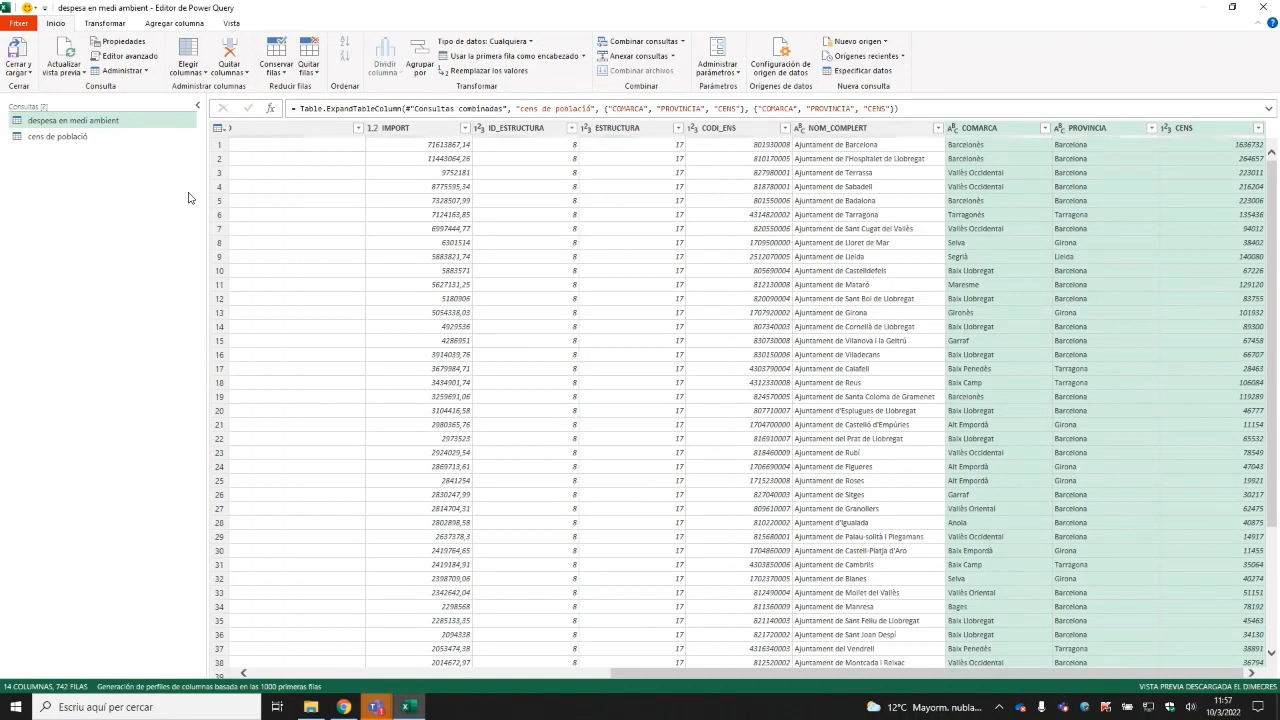 despesa en medi ambient - Editor de Power Query
Fitxer Inicio Transformar Agregar columna Vista
Cerrar y cargar
Cerrar
Actualizar vista previa
Propiedades
Editor avanzado
Administrar
Consulta
Elegir columnas
Quitar columnas
Administrar columnas
Conservar filas
Quitar filas
Reducir filas
Ordenar
Dividir columna
Agrupar por
Tipo de datos: Cualquiera
Usar la primera fila como encabezado
Reemplazar los valores
Transformar
Combinar consultas
Anexar consultas
Combinar archivos
Combinar
Administrar parámetros
Parámetros
Configuración de origen de datos
Orígenes de datos
Nuevo origen
Orígenes recientes
Especificar datos
Nueva consulta
Consultas [2]
despesa en medi ambient
cens de població
= Table.ExpandTableColumn(#"Consultas combinadas", "cens de població", {"COMARCA", "PROVINCIA", "CENS"}, {"COMARCA", "PROVINCIA", "CENS"})
IMPORT ID_ESTRUCTURA ESTRUCTURA CODI_ENS NOM_COMPLERT COMARCA PROVINCIA CENS
1 71613867,14 8 17 801930008 Ajuntament de Barcelona Barcelonès Barcelona 1636732
2 11443064,26 8 17 810170005 Ajuntament de l'Hospitalet de Llobregat Barcelonès Barcelona 264657
3 9752181 8 17 827980001 Ajuntament de Terrassa Vallès Occidental Barcelona 223011
4 8775595,34 8 17 818780001 Ajuntament de Sabadell Vallès Occidental Barcelona 216204
5 7328507,99 8 17 801550006 Ajuntament de Badalona Barcelonès Barcelona 223006
6 7124163,85 8 17 4314820002 Ajuntament de Tarragona Tarragonès Tarragona 135436
7 6997444,77 8 17 820550006 Ajuntament de Sant Cugat del Vallès Vallès Occidental Barcelona 94012
8 6301514 8 17 1709500000 Ajuntament de Lloret de Mar Selva Girona 38402
9 5883821,74 8 17 2512070005 Ajuntament de Lleida Segrià Lleida 140080
10 5883571 8 17 805690004 Ajuntament de Castelldefels Baix Llobregat Barcelona 67226
11 5627131,25 8 17 812130008 Ajuntament de Mataró Maresme Barcelona 129120
12 5180906 8 17 820090004 Ajuntament de Sant Boi de Llobregat Baix Llobregat Barcelona 83755
13 5054338,03 8 17 1707920002 Ajuntament de Girona Gironès Girona 101932
14 4929536 8 17 807340003 Ajuntament de Cornellà de Llobregat Baix Llobregat Barcelona 89300
15 4286951 8 17 830730008 Ajuntament de Vilanova i la Geltrú Garraf Barcelona 67458
16 3914039,76 8 17 830150006 Ajuntament de Viladecans Baix Llobregat Barcelona 66707
17 3679984,71 8 17 4303790004 Ajuntament de Calafell Baix Penedès Tarragona 28463
18 3434901,74 8 17 4312330008 Ajuntament de Reus Baix Camp Tarragona 106084
19 3259691,06 8 17 824570005 Ajuntament de Santa Coloma de Gramenet Barcelonès Barcelona 119289
20 3104416,58 8 17 807710007 Ajuntament d'Esplugues de Llobregat Baix Llobregat Barcelona 46777
21 2980365,76 8 17 1704700000 Ajuntament de Castelló d'Empúries Alt Empordà Girona 11154
22 2973523 8 17 816910007 Ajuntament del Prat de Llobregat Baix Llobregat Barcelona 65532
23 2924029,54 8 17 818460009 Ajuntament de Rubí Vallès Occidental Barcelona 78549
24 2869713,61 8 17 1706690004 Ajuntament de Figueres Alt Empordà Girona 47043
25 2841254 8 17 1715230008 Ajuntament de Roses Alt Empordà Girona 19921
26 2830247,99 8 17 827040003 Ajuntament de Sitges Garraf Barcelona 30217
27 2814704,31 8 17 809610007 Ajuntament de Granollers Vallès Oriental Barcelona 62475
28 2802898,58 8 17 810220002 Ajuntament d'Igualada Anoia Barcelona 40875
29 2637378,3 8 17 815680001 Ajuntament de Palau-solità i Plegamans Vallès Occidental Barcelona 14917
30 2419764,65 8 17 1704860009 Ajuntament de Castell-Platja d'Aro Baix Empordà Girona 11455
31 2419184,91 8 17 4303850006 Ajuntament de Cambrils Baix Camp Tarragona 35064
32 2398709,06 8 17 1702370005 Ajuntament de Blanes Selva Girona 40274
33 2342642,04 8 17 812490004 Ajuntament de Mollet del Vallès Vallès Oriental Barcelona 51151
34 2298568 8 17 811360009 Ajuntament de Manresa Bages Barcelona 78192
35 2285133,35 8 17 821140003 Ajuntament de Sant Feliu de Llobregat Baix Llobregat Barcelona 45463
36 2094338 8 17 821720002 Ajuntament de Sant Joan Despí Baix Llobregat Barcelona 34130
37 2053474,38 8 17 4316340003 Ajuntament del Vendrell Baix Penedès Tarragona 38891
38 2014672,97 8 17 812520002 Ajuntament de Montcada i Reixac Vallès Occidental Barcelona 36794
39
14 COLUMNAS, 742 FILAS Generación de perfiles de columnas basada en las 1000 primeras filas VISTA PREVIA DESCARGADA EL DIMECRES
Escriu aquí per cercar 12°C Mayorm. nubla... 11:57
10/3/2022